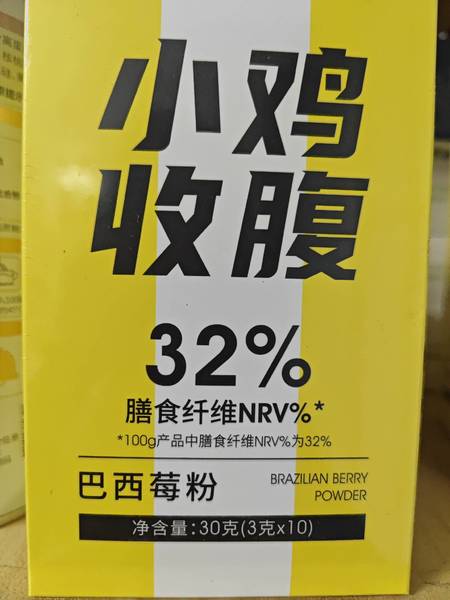 小鸡
收腹
32%
膳食纤维NRV%*
*100g产品中膳食纤维NRV%为32%
巴西莓粉
BRAZILIAN BERRY
POWDER
净含量:30克(3克x10)